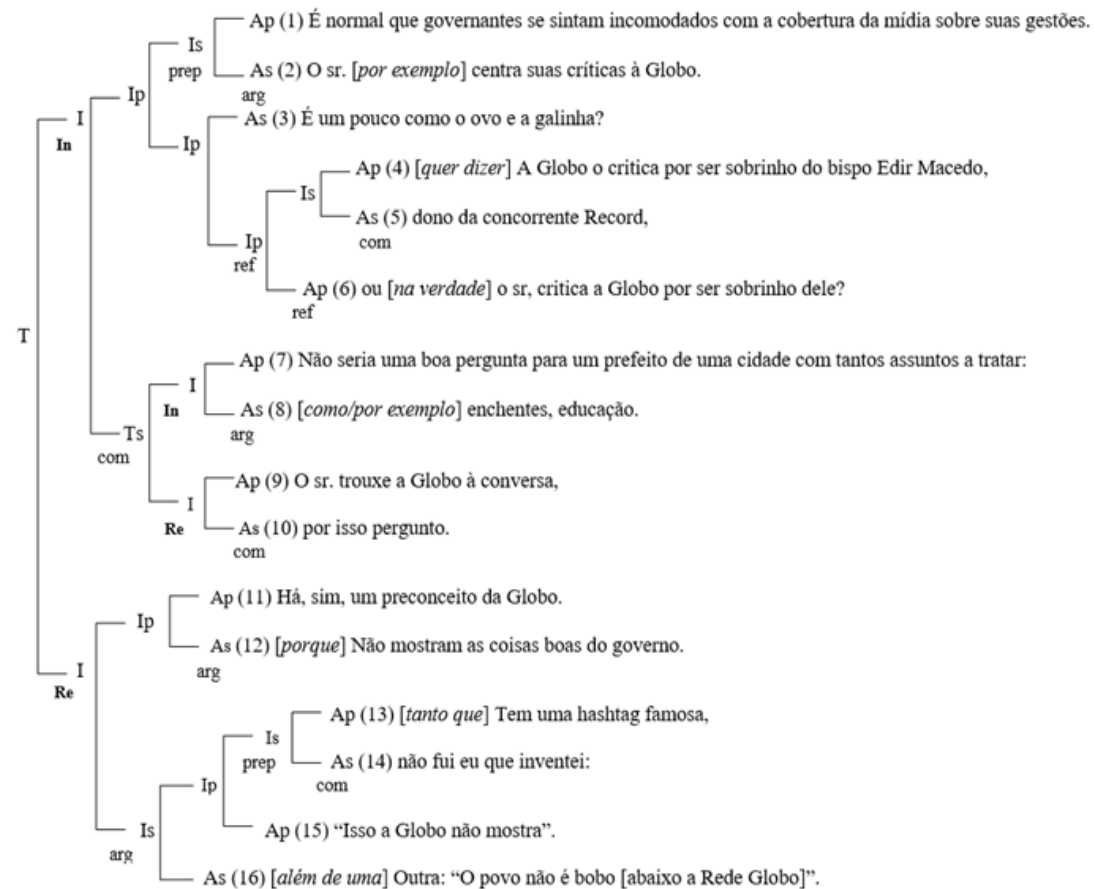 Ap (1) É normal que governantes se sintam incomodados com a cobertura da mídia sobre suas gestões.
Is
prep
As (2) O sr. [por exemplo] centra suas críticas à Globo.
arg
Ip
I
In
As (3) É um pouco como o ovo e a galinha?
Ip
Ap (4) [quer dizer] A Globo o critica por ser sobrinho do bispo Edir Macedo,
Is
As (5) dono da concorrente Record,
com
Ip
ref
Ap (6) ou [na verdade] o sr, critica a Globo por ser sobrinho dele?
ref
T
Ap (7) Não seria uma boa pergunta para um prefeito de uma cidade com tantos assuntos a tratar:
I
In
As (8) [como/por exemplo] enchentes, educação.
arg
Ts
com
Ap (9) O sr. trouxe a Globo à conversa,
I
Re
As (10) por isso pergunto.
com
Ap (11) Há, sim, um preconceito da Globo.
Ip
As (12) [porque] Não mostram as coisas boas do governo.
arg
I
Re
Ap (13) [tanto que] Tem uma hashtag famosa,
Is
prep
As (14) não fui eu que inventei:
com
Ip
Ap (15) “Isso a Globo não mostra”.
Is
arg
As (16) [além de uma] Outra: “O povo não é bobo [abaixo a Rede Globo]”.